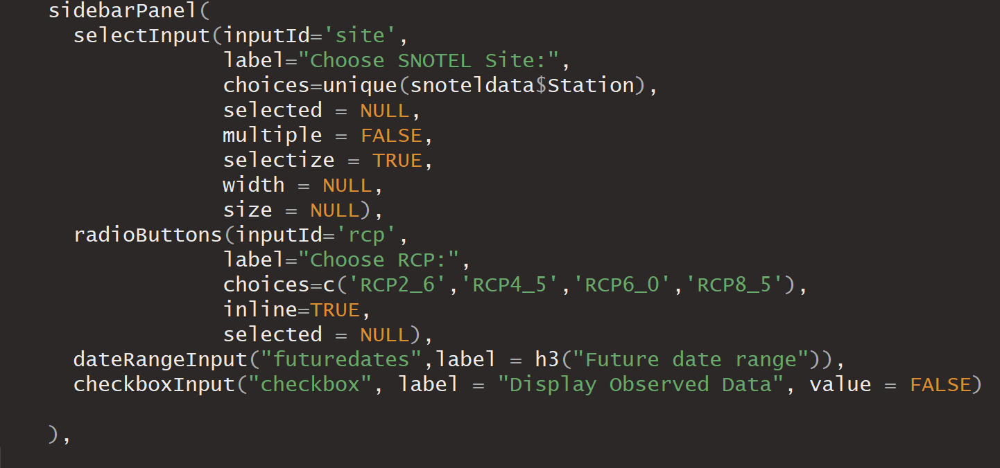 sidebarPanel(
  selectInput(inputId='site',
              label="Choose SNOTEL Site:",
              choices=unique(snoteldata$Station),
              selected = NULL,
              multiple = FALSE,
              selectize = TRUE,
              width = NULL,
              size = NULL),
  radioButtons(inputId='rcp',
              label="Choose RCP:",
              choices=c('RCP2_6','RCP4_5','RCP6_0','RCP8_5'),
              inline=TRUE,
              selected = NULL),
  dateRangeInput("futuredates",label = h3("Future date range")),
  checkboxInput("checkbox", label = "Display Observed Data", value = FALSE)
),